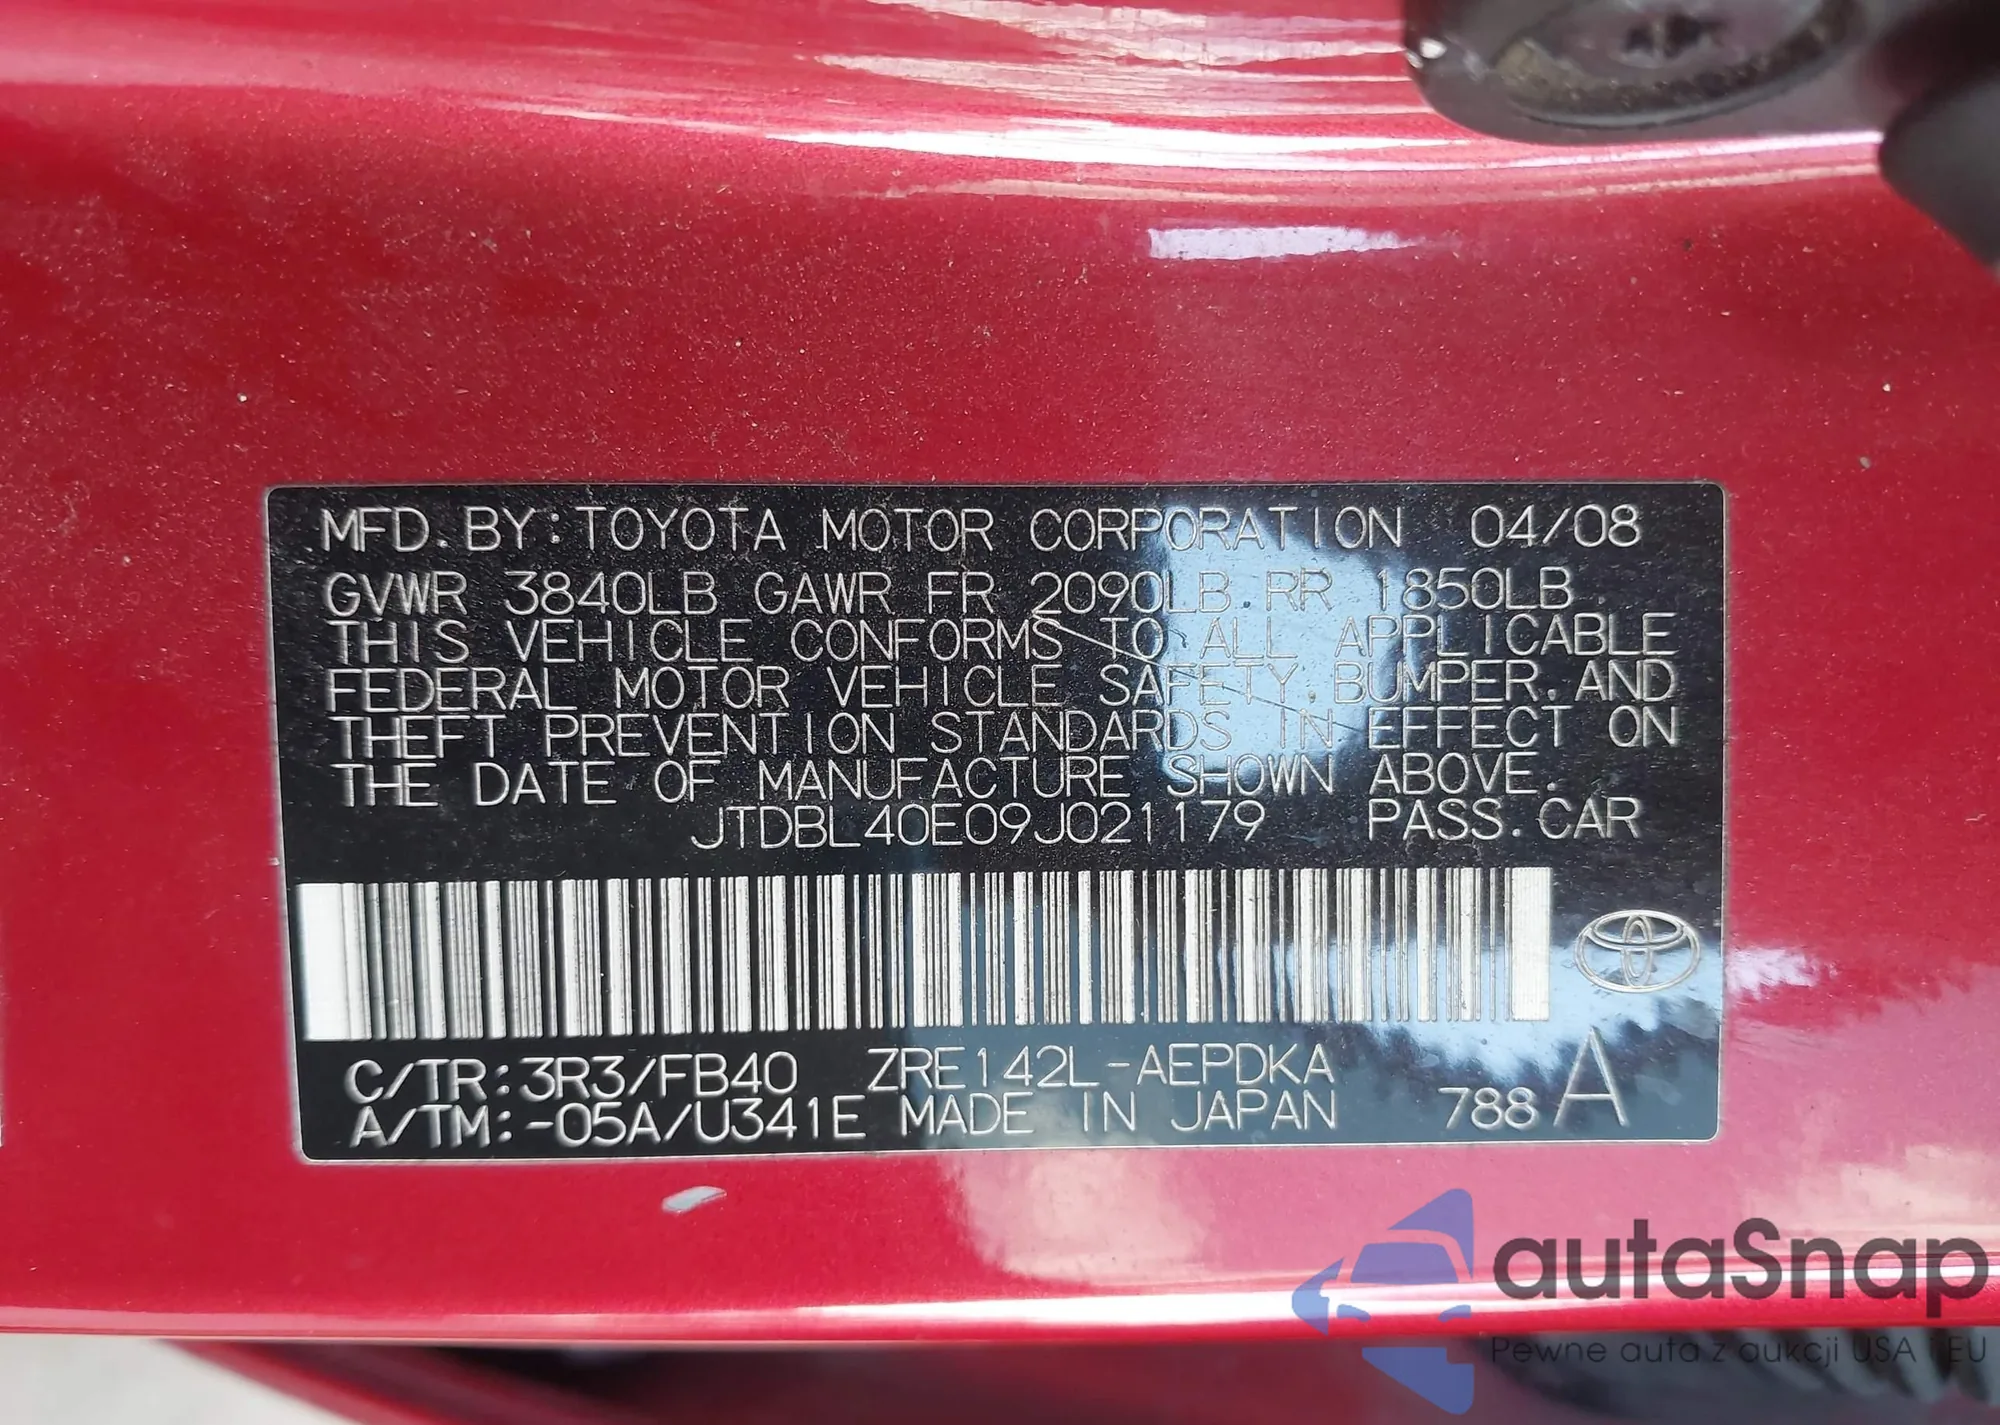 MFD. BY: TOYOTA MOTOR CORPORATION 04/08
GVWR 3840LB GAWR FR 2090LB RR 1850LB
THIS VEHICLE CONFORMS TO ALL APPLICABLE
FEDERAL MOTOR VEHICLE SAFETY, BUMPER, AND
THEFT PREVENTION STANDARDS IN EFFECT ON
THE DATE OF MANUFACTURE SHOWN ABOVE.
JTDBL40E09J021179 PASS. CAR
C/TR: 3R3/FB40 ZRE142L-AEPDKA
A/TM: -05A/U341E MADE IN JAPAN 788 A
autaSnap
Pewne auta z aukcji USA i EU